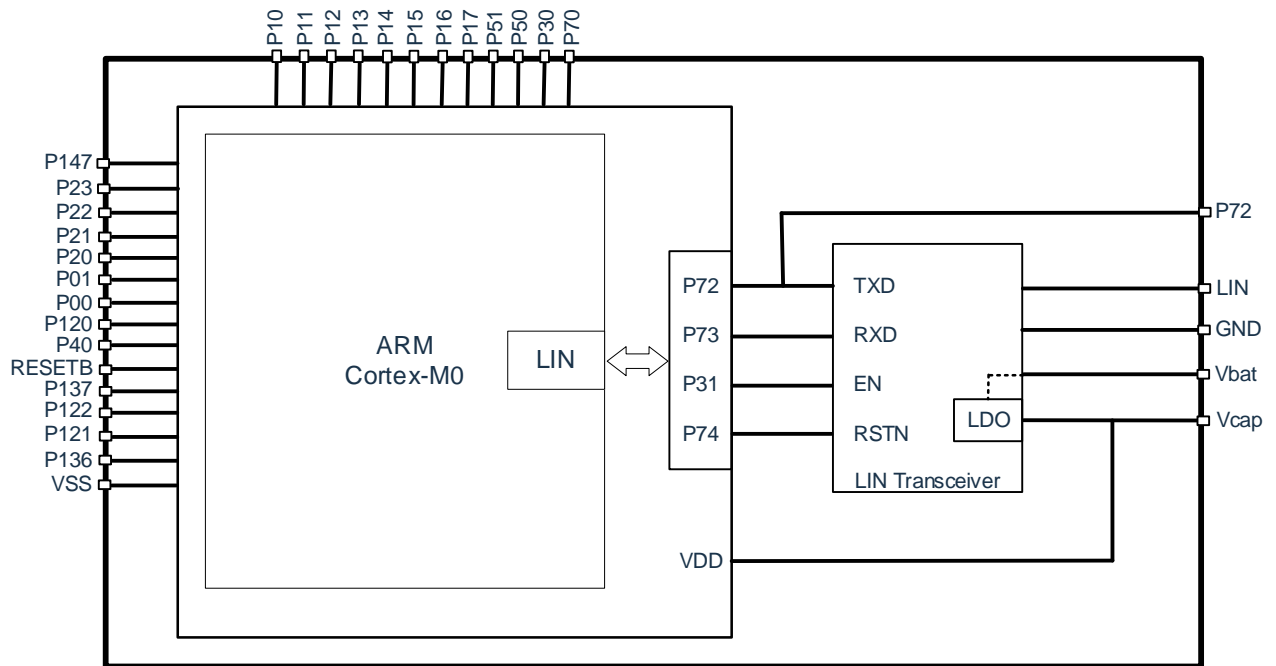 P10
P11
P12
P13
P14
P15
P16
P17
P51
P50
P30
P70
P147
P23
P22
P21
P20
P01
P00
P120
P40
RESETB
P137
P122
P121
P136
VSS
ARM
Cortex-M0
LIN
P72
P73
P31
P74
VDD
TXD
RXD
EN
RSTN
LDO
LIN Transceiver
P72
LIN
GND
Vbat
Vcap